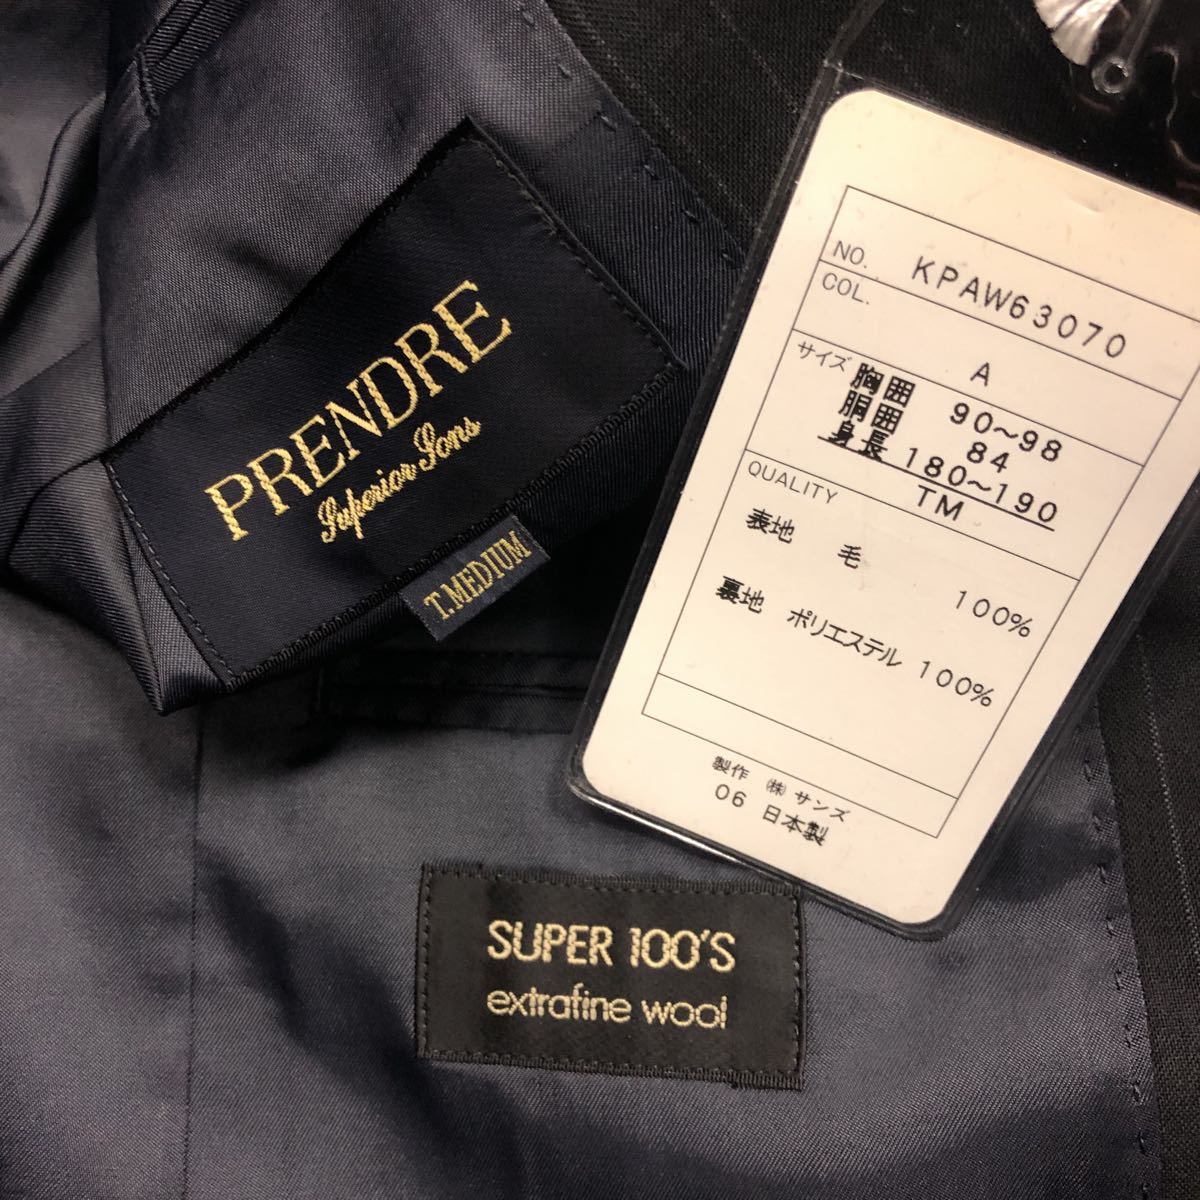 PRENDRE
Superior Sons
T.MEDIUM
NO. KPAW63070
COL. A
サイズ 胸囲 90~98
胴囲 84
身長 180~190
TM
QUALITY
表地 毛 100%
裏地 ポリエステル 100%
製作 ㈱ サンズ
06 日本製
SUPER 100'S
extrafine wool